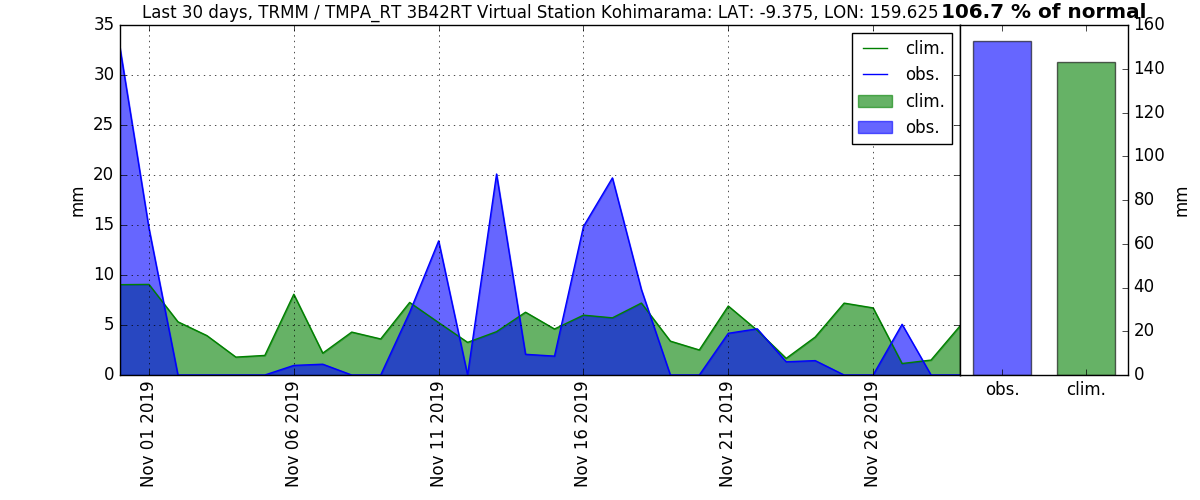 Last 30 days, TRMM / TMPA_RT 3B42RT Virtual Station Kohimarama: LAT: -9.375, LON: 159.625
106.7 % of normal
35
30
25
20
15
10
5
0
mm
clim.
obs.
clim.
obs.
Nov 01 2019
Nov 06 2019
Nov 11 2019
Nov 16 2019
Nov 21 2019
Nov 26 2019
160
140
120
100
80
60
40
20
0
mm
obs.
clim.